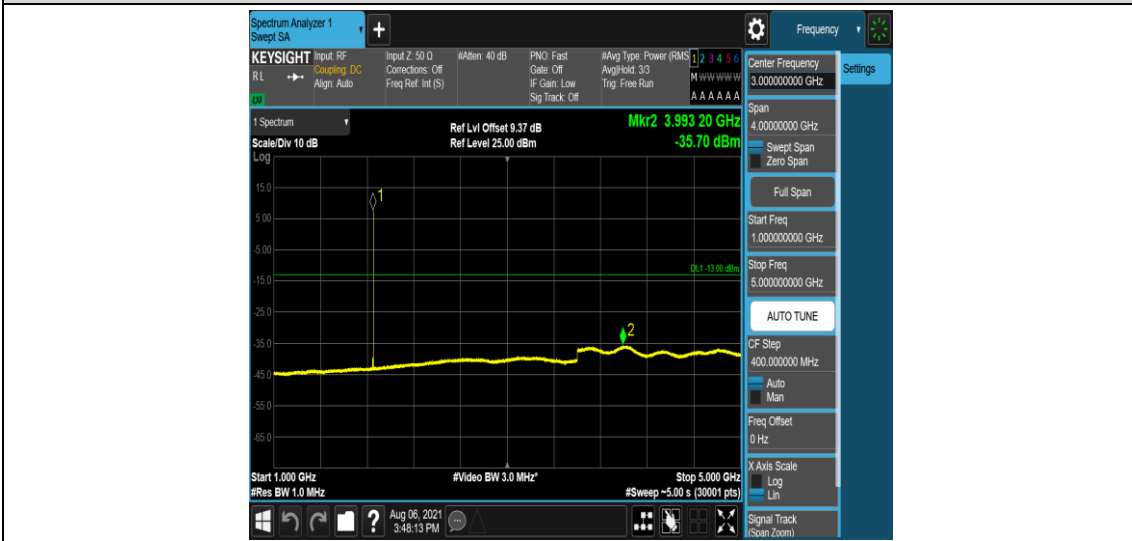 Spectrum Analyzer 1
Swept SA
+
Frequency
KEYSIGHT
RL
LXI
Input: RF
Coupling: DC
Align: Auto
Input Z: 50 Ω
Corrections: Off
Freq Ref: Int (S)
#Atten: 40 dB
PNO: Fast
Gate: Off
IF Gain: Low
Sig Track: Off
#Avg Type: Power (RMS
Avg|Hold: 3/3
Trig: Free Run
1 2 3 4 5 6
M W W W W W
A A A A A A
1 Spectrum
Scale/Div 10 dB
Log
Ref Lvl Offset 9.37 dB
Ref Level 25.00 dBm
Mkr2 3.993 20 GHz
-35.70 dBm
15.0
5.00
-5.00
-15.0
-25.0
-35.0
-45.0
-55.0
-65.0
1
DL1 -13.00 dBm
2
Start 1.000 GHz
#Res BW 1.0 MHz
#Video BW 3.0 MHz*
Stop 5.000 GHz
#Sweep ~5.00 s (30001 pts)
?
Aug 06, 2021
3:48:13 PM
Center Frequency
3.000000000 GHz
Settings
Span
4.00000000 GHz
Swept Span
Zero Span
Full Span
Start Freq
1.000000000 GHz
Stop Freq
5.000000000 GHz
AUTO TUNE
CF Step
400.000000 MHz
Auto
Man
Freq Offset
0 Hz
X Axis Scale
Log
Lin
Signal Track
(Span Zoom)